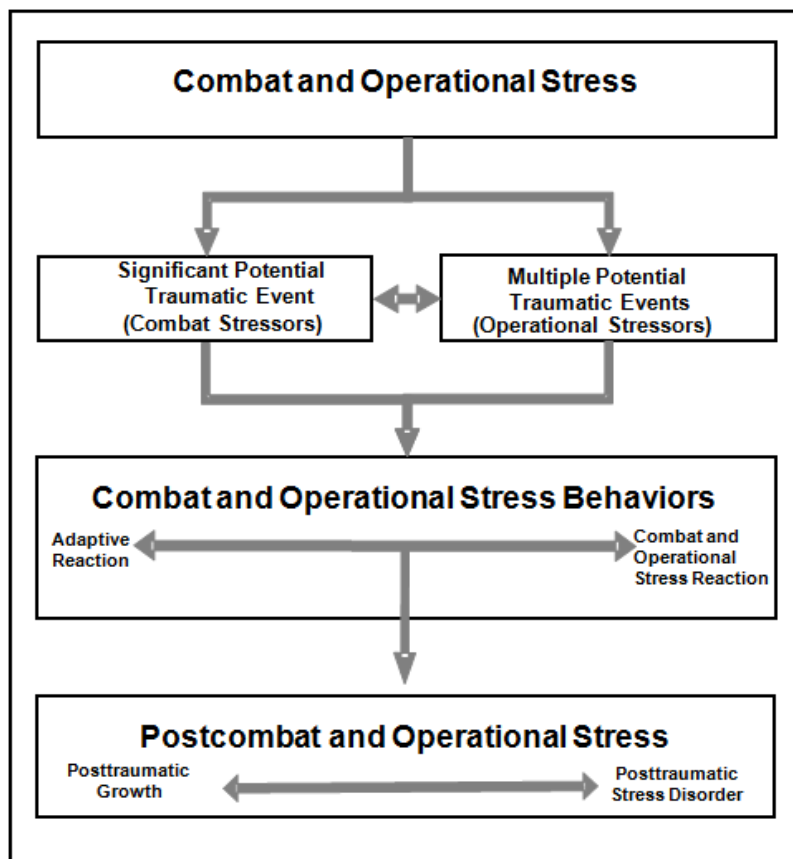 Combat and Operational Stress
Significant Potential
Traumatic Event
(Combat Stressors)
Multiple Potential
Traumatic Events
(Operational Stressors)
Combat and Operational Stress Behaviors
Adaptive
Reaction
Combat and
Operational
Stress Reaction
Postcombat and Operational Stress
Posttraumatic
Growth
Posttraumatic
Stress Disorder